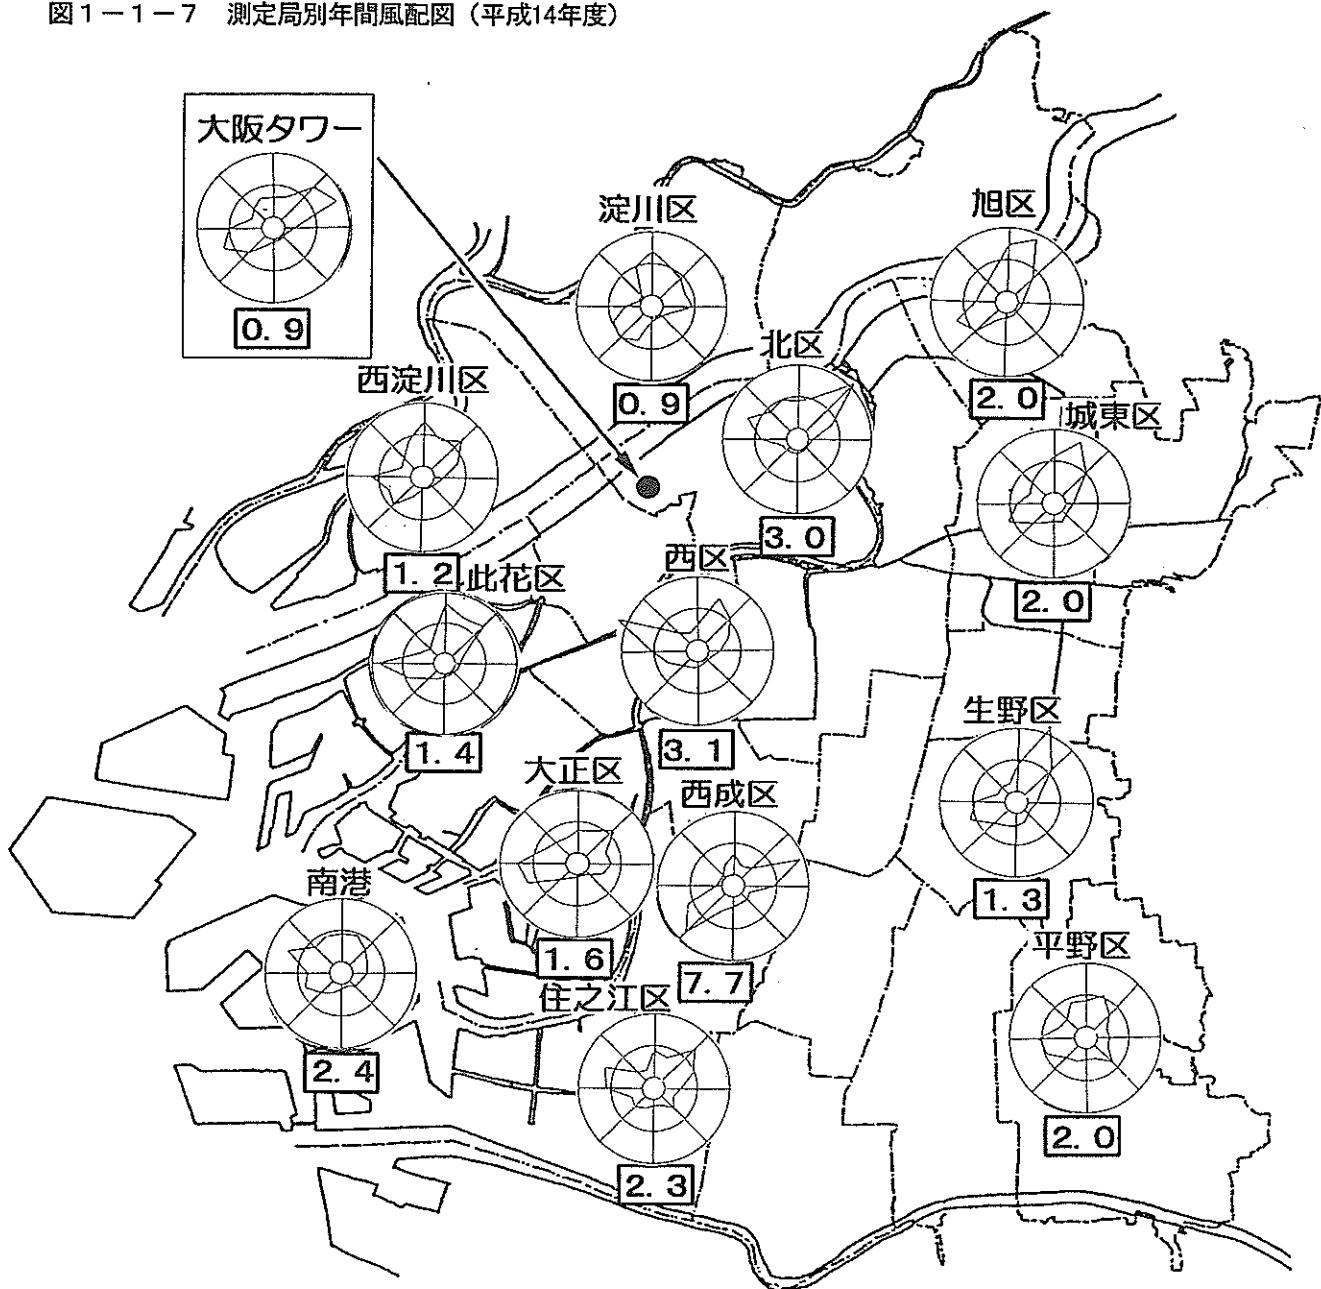 図1-1-7 測定局別年間風配図（平成14年度）
大阪タワー
0.9
淀川区
0.9
旭区
2.0
北区
3.0
西淀川区
1.2
城東区
2.0
西区
3.1
此花区
1.4
生野区
1.3
大正区
1.6
西成区
7.7
南港
2.4
平野区
2.0
住之江区
2.3